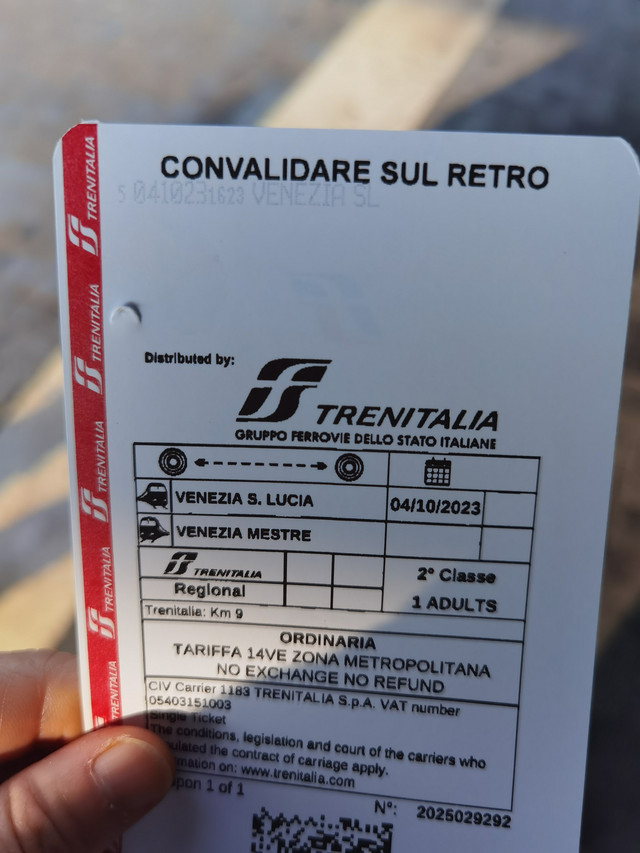 CONVALIDARE SUL RETRO
5 0410231623 VENEZIA SL
Distributed by:
TRENITALIA
GRUPPO FERROVIE DELLO STATO ITALIANE
VENEZIA S. LUCIA 04/10/2023
VENEZIA MESTRE
TRENITALIA 2° Classe
Regional 1 ADULTS
Trenitalia: Km 9
ORDINARIA
TARIFFA 14VE ZONA METROPOLITANA
NO EXCHANGE NO REFUND
CIV Carrier 1183 TRENITALIA S.p.A. VAT number
05403151003
Single Ticket
The conditions, legislation and court of the carriers who
the contract of carriage apply.
on: www.trenitalia.com
1 of 1
N°: 2025029292
TRENITALIA
TRENITALIA
TRENITALIA
TRENITALIA
TRENITALIA